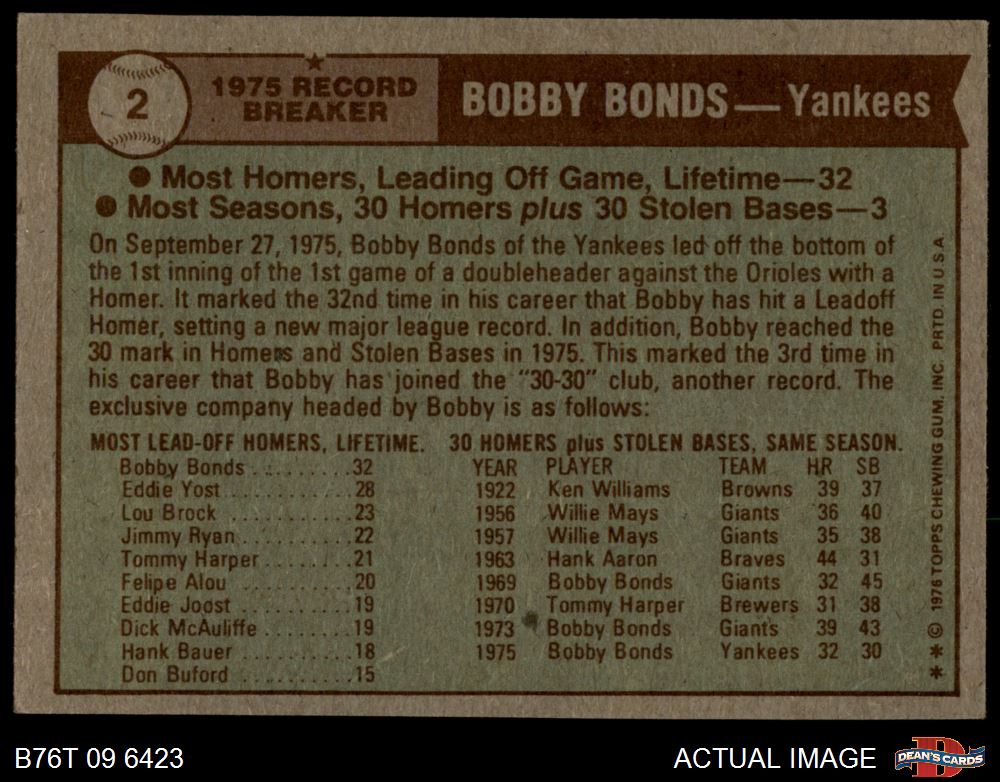 2
1975 RECORD
BREAKER
BOBBY BONDS — Yankees
● Most Homers, Leading Off Game, Lifetime—32
● Most Seasons, 30 Homers plus 30 Stolen Bases—3
On September 27, 1975, Bobby Bonds of the Yankees led off the bottom of
the 1st inning of the 1st game of a doubleheader against the Orioles with a
Homer. It marked the 32nd time in his career that Bobby has hit a Leadoff
Homer, setting a new major league record. In addition, Bobby reached the
30 mark in Homers and Stolen Bases in 1975. This marked the 3rd time in
his career that Bobby has joined the "30-30" club, another record. The
exclusive company headed by Bobby is as follows:
MOST LEAD-OFF HOMERS, LIFETIME.
Bobby Bonds ..........32
Eddie Yost ............28
Lou Brock ............23
Jimmy Ryan ..........22
Tommy Harper ........21
Felipe Alou ...........20
Eddie Joost ...........19
Dick McAuliffe ........19
Hank Bauer ..........18
Don Buford ...........15
30 HOMERS plus STOLEN BASES, SAME SEASON.
YEAR PLAYER TEAM HR SB
1922 Ken Williams Browns 39 37
1956 Willie Mays Giants 36 40
1957 Willie Mays Giants 35 38
1963 Hank Aaron Braves 44 31
1969 Bobby Bonds Giants 32 45
1970 Tommy Harper Brewers 31 38
1973 Bobby Bonds Giants 39 43
1975 Bobby Bonds Yankees 32 30
* * © 1976 TOPPS CHEWING GUM, INC. PRTD. IN U.S.A.
B76T 09 6423
ACTUAL IMAGE
D
DEAN'S CARDS